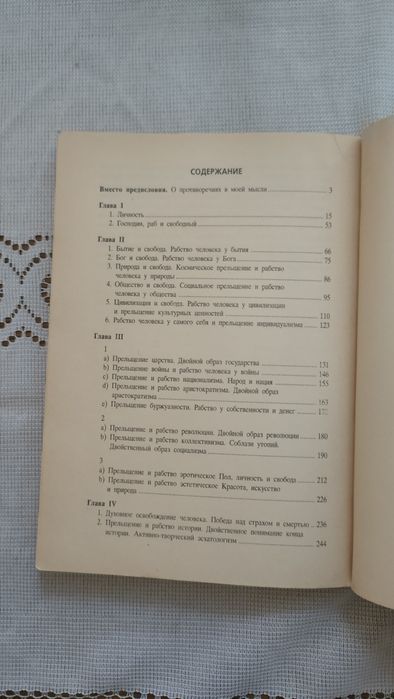 СОДЕРЖАНИЕ
Вместо предисловия. О противоречиях в моей мысли ..... 3
Глава I
1. Личность ..... 15
2. Господин, раб и свободный ..... 53
Глава II
1. Бытие и свобода. Рабство человека у бытия ..... 66
2. Бог и свобода. Рабство человека у Бога ..... 75
3. Природа и свобода. Космическое прельщение и рабство
человека у природы ..... 86
4. Общество и свобода. Социальное прельщение и рабство
человека у общества ..... 95
5. Цивилизация и свобода. Рабство человека у цивилизации
и прельщение культурных ценностей ..... 110
6. Рабство человека у самого себя и прельщение индивидуализма ..... 123
Глава III
1
a) Прельщение царства. Двойной образ государства ..... 131
b) Прельщение войны и рабство человека у войны ..... 146
c) Прельщение и рабство национализма. Народ и нация ..... 155
d) Прельщение и рабство аристократизма. Двойной образ
аристократизма ..... 163
e) Прельщение буржуазности. Рабство у собственности и денег ...
2
a) Прельщение и рабство революции. Двойной образ революции ..... 180
b) Прельщение и рабство коллективизма. Соблазн утопий.
Двойственный образ социализма ..... 190
3
a) Прельщение и рабство эротическое Пол, личность и свобода ..... 212
b) Прельщение и рабство эстетическое Красота, искусство
и природа ..... 226
Глава IV
1. Духовное освобождение человека. Победа над страхом и смертью .. 236
2. Прельщение и рабство истории. Двойственное понимание конца
истории. Активно-творческий эсхатологизм ..... 244